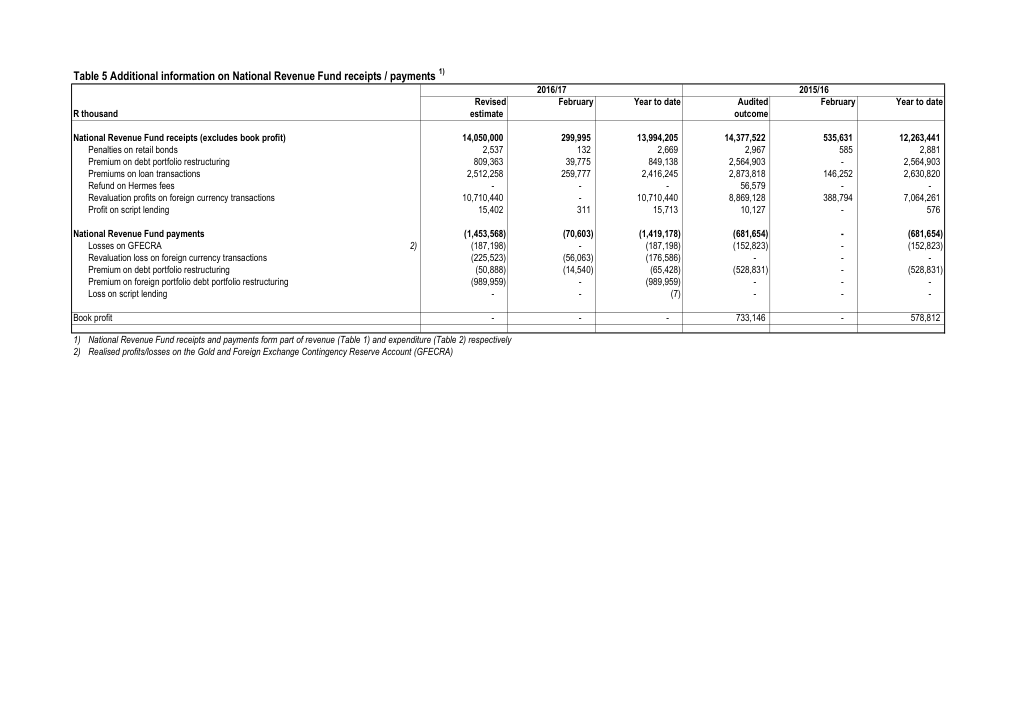 Table 5 Additional information on National Revenue Fund receipts / payments 1)
2016/17 2015/16
Revised February Year to date Audited February Year to date
R thousand estimate outcome
National Revenue Fund receipts (excludes book profit) 14,050,000 299,995 13,994,205 14,377,522 535,631 12,263,441
Penalties on retail bonds 2,537 132 2,669 2,967 585 2,881
Premium on debt portfolio restructuring 809,363 39,775 849,138 2,564,903 - 2,564,903
Premiums on loan transactions 2,512,258 259,777 2,416,245 2,873,818 146,252 2,630,820
Refund on Hermes fees - - - 56,579 - -
Revaluation profits on foreign currency transactions 10,710,440 - 10,710,440 8,869,128 388,794 7,064,261
Profit on script lending 15,402 311 15,713 10,127 - 576
National Revenue Fund payments (1,453,568) (70,603) (1,419,178) (681,654) - (681,654)
Losses on GFECRA 2) (187,198) - (187,198) (152,823) - (152,823)
Revaluation loss on foreign currency transactions (225,523) (56,063) (176,586) - - -
Premium on debt portfolio restructuring (50,888) (14,540) (65,428) (528,831) - (528,831)
Premium on foreign portfolio debt portfolio restructuring (989,959) - (989,959) - - -
Loss on script lending - - (7) - - -
Book profit - - - 733,146 - 578,812
1) National Revenue Fund receipts and payments form part of revenue (Table 1) and expenditure (Table 2) respectively
2) Realised profits/losses on the Gold and Foreign Exchange Contingency Reserve Account (GFECRA)